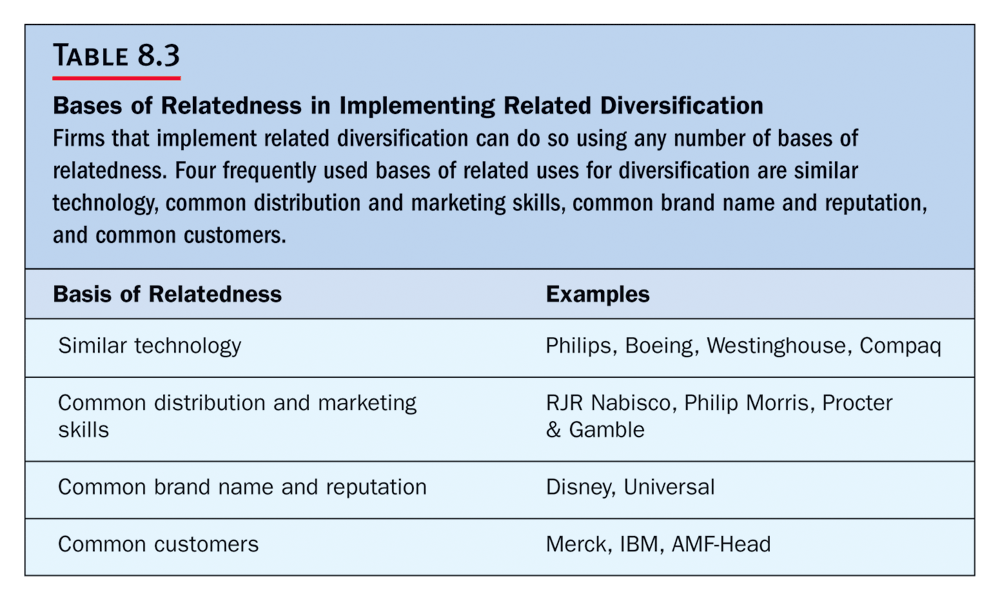 TABLE 8.3
Bases of Relatedness in Implementing Related Diversification
Firms that implement related diversification can do so using any number of bases of
relatedness. Four frequently used bases of related uses for diversification are similar
technology, common distribution and marketing skills, common brand name and reputation,
and common customers.
Basis of Relatedness Examples
Similar technology Philips, Boeing, Westinghouse, Compaq
Common distribution and marketing RJR Nabisco, Philip Morris, Procter
skills & Gamble
Common brand name and reputation Disney, Universal
Common customers Merck, IBM, AMF-Head